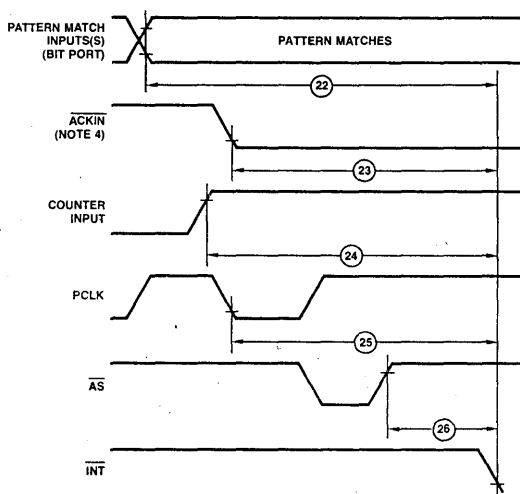 PATTERN MATCH
INPUTS(S)
(BIT PORT)
PATTERN MATCHES
22
ACKIN
(NOTE 4)
23
COUNTER
INPUT
24
PCLK
25
AS
26
INT